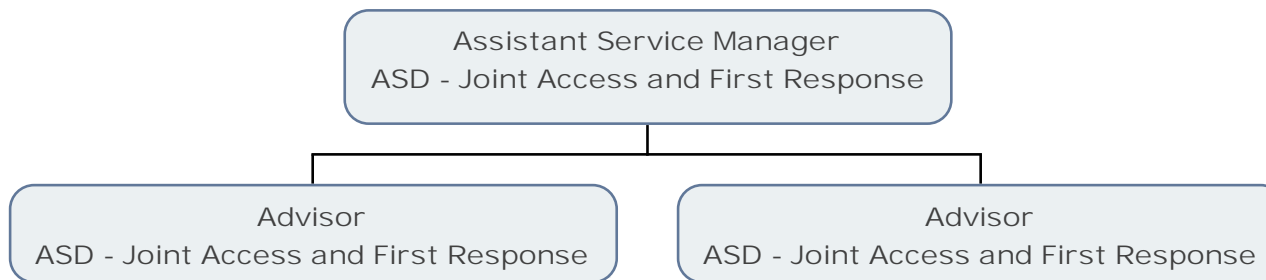 Assistant Service Manager
ASD - Joint Access and First Response
Advisor
ASD - Joint Access and First Response
Advisor
ASD - Joint Access and First Response